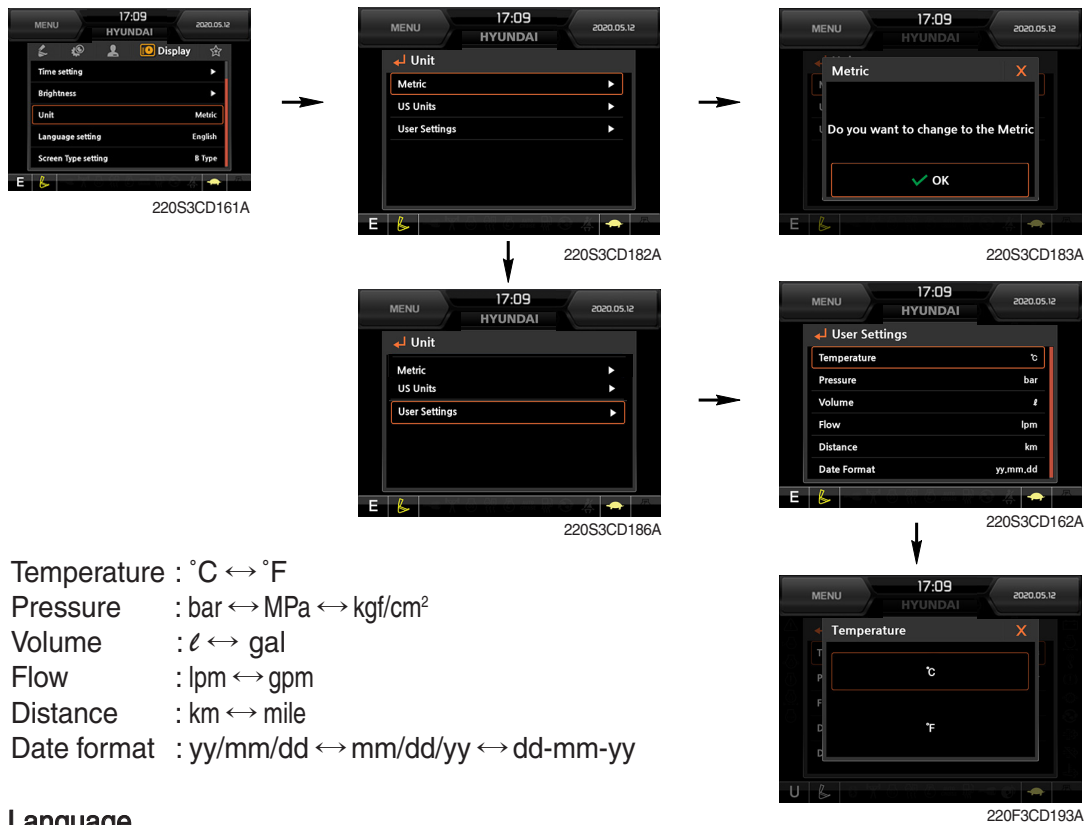 MENU
17:09
HYUNDAI
2020.05.12
Display
Time setting ▶
Brightness ▶
Unit Metric
Language setting English
Screen Type setting B Type
E
220S3CD161A
MENU
17:09
HYUNDAI
2020.05.12
Unit
Metric ▶
US Units ▶
User Settings ▶
E
220S3CD182A
MENU
17:09
HYUNDAI
2020.05.12
Metric X
Do you want to change to the Metric
OK
E
220S3CD183A
MENU
17:09
HYUNDAI
2020.05.12
Unit
Metric ▶
US Units ▶
User Settings ▶
E
220S3CD186A
MENU
17:09
HYUNDAI
2020.05.12
User Settings
Temperature ℃
Pressure bar
Volume ℓ
Flow lpm
Distance km
Date Format yy,mm,dd
E
220S3CD162A
MENU
17:09
HYUNDAI
2020.05.12
Temperature X
℃
℉
U
220F3CD193A
Temperature : ˚C ↔ ˚F
Pressure : bar ↔ MPa ↔ kgf/cm²
Volume : ℓ ↔ gal
Flow : lpm ↔ gpm
Distance : km ↔ mile
Date format : yy/mm/dd ↔ mm/dd/yy ↔ dd-mm-yy
Language